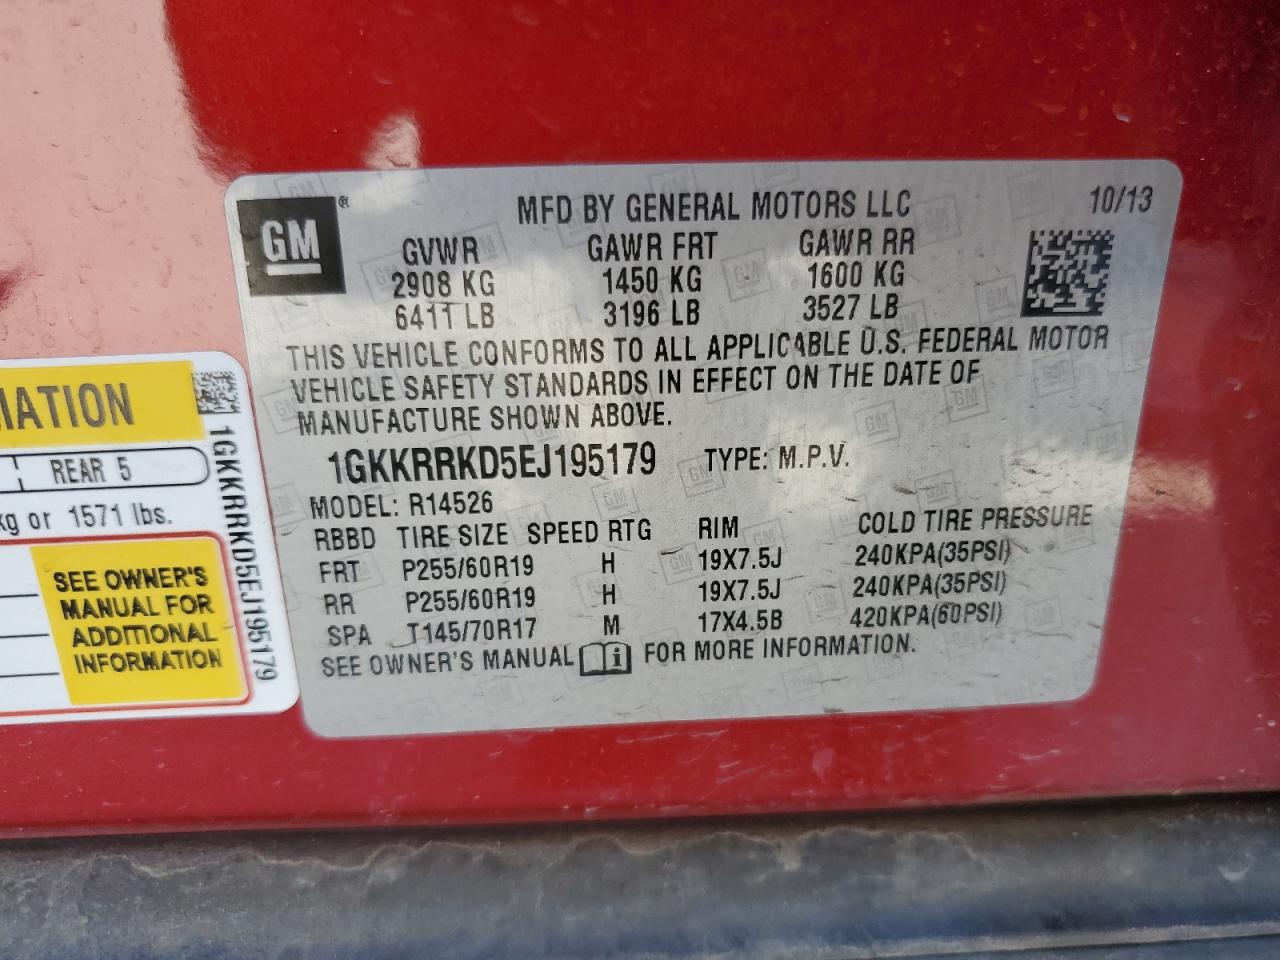 GM ®
MFD BY GENERAL MOTORS LLC 10/13
GVWR GAWR FRT GAWR RR
2908 KG 1450 KG 1600 KG
6411 LB 3196 LB 3527 LB
THIS VEHICLE CONFORMS TO ALL APPLICABLE U.S. FEDERAL MOTOR
VEHICLE SAFETY STANDARDS IN EFFECT ON THE DATE OF
MANUFACTURE SHOWN ABOVE.
1GKKRRKD5EJ195179 TYPE: M.P.V.
MODEL: R14526
RBBD TIRE SIZE SPEED RTG RIM COLD TIRE PRESSURE
FRT P255/60R19 H 19X7.5J 240KPA(35PSI)
RR P255/60R19 H 19X7.5J 240KPA(35PSI)
SPA T145/70R17 M 17X4.5B 420KPA(60PSI)
SEE OWNER'S MANUAL i FOR MORE INFORMATION.
REAR 5
kg or 1571 lbs.
SEE OWNER'S
MANUAL FOR
ADDITIONAL
INFORMATION
1GKKRRKD5EJ195179